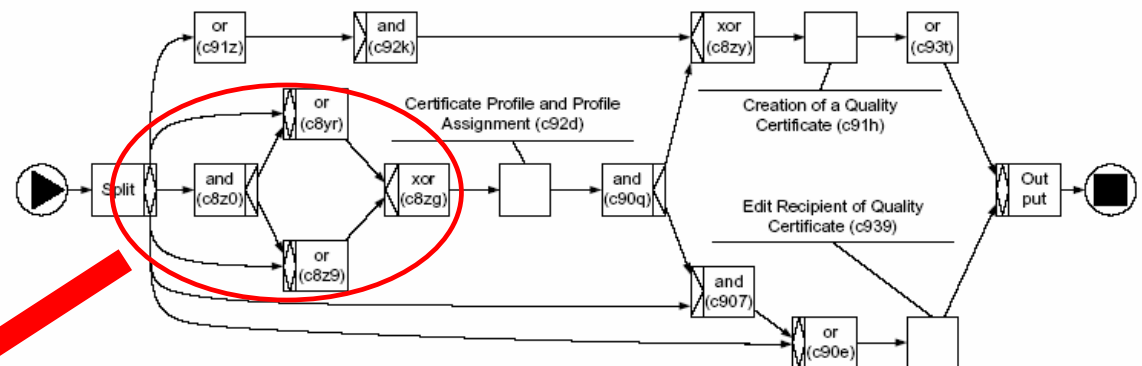 or
(c91z)
and
(c92k)
xor
(c8zy)
or
(c93t)
or
(c8yr)
Certificate Profile and Profile
Assignment (c92d)
Creation of a Quality
Certificate (c91h)
Split
and
(c8z0)
xor
(c8zg)
and
(c90q)
Out
put
Edit Recipient of Quality
Certificate (c939)
or
(c8z9)
and
(c907)
or
(c90e)